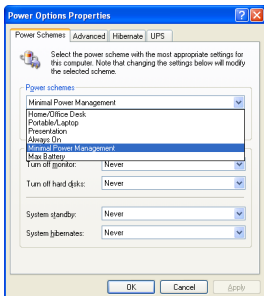 Power Options Properties
Power Schemes Advanced Hibernate UPS
Select the power scheme with the most appropriate settings for
this computer. Note that changing the settings below will modify
the selected scheme.
Power schemes
Minimal Power Management
Home/Office Desk
Portable/Laptop
Presentation
Always On
Minimal Power Management
Max Battery
Turn off monitor: Never
Turn off hard disks: Never
System standby: Never
System hibernates: Never
OK Cancel Apply